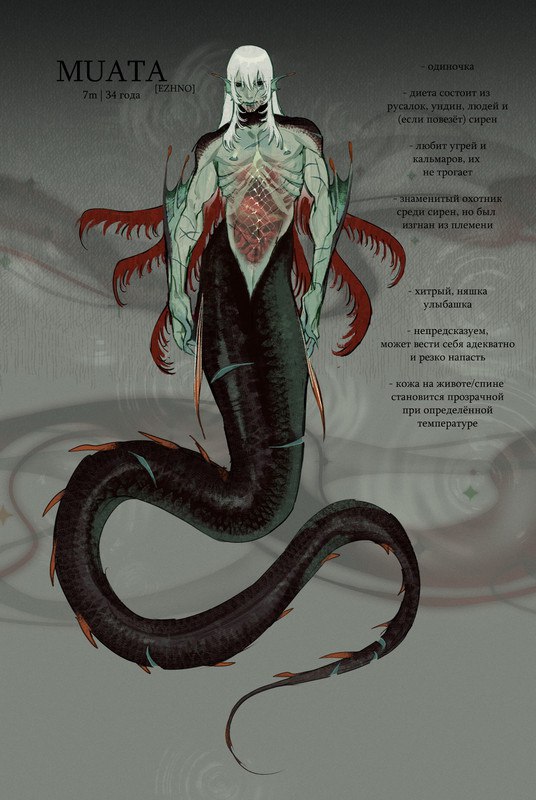 MUATA
[EZHNO]
7m | 34 года
- одиночка
- диета состоит из
русалок, ундин, людей и
(если повезёт) сирен
- любит угрей и
кальмаров, их
не трогает
- знаменитый охотник
среди сирен, но был
изгнан из племени
- хитрый, няшка
улыбашка
- непредсказуем,
может вести себя адекватно
и резко напасть
- кожа на животе/спине
становится прозрачной
при определённой
температуре